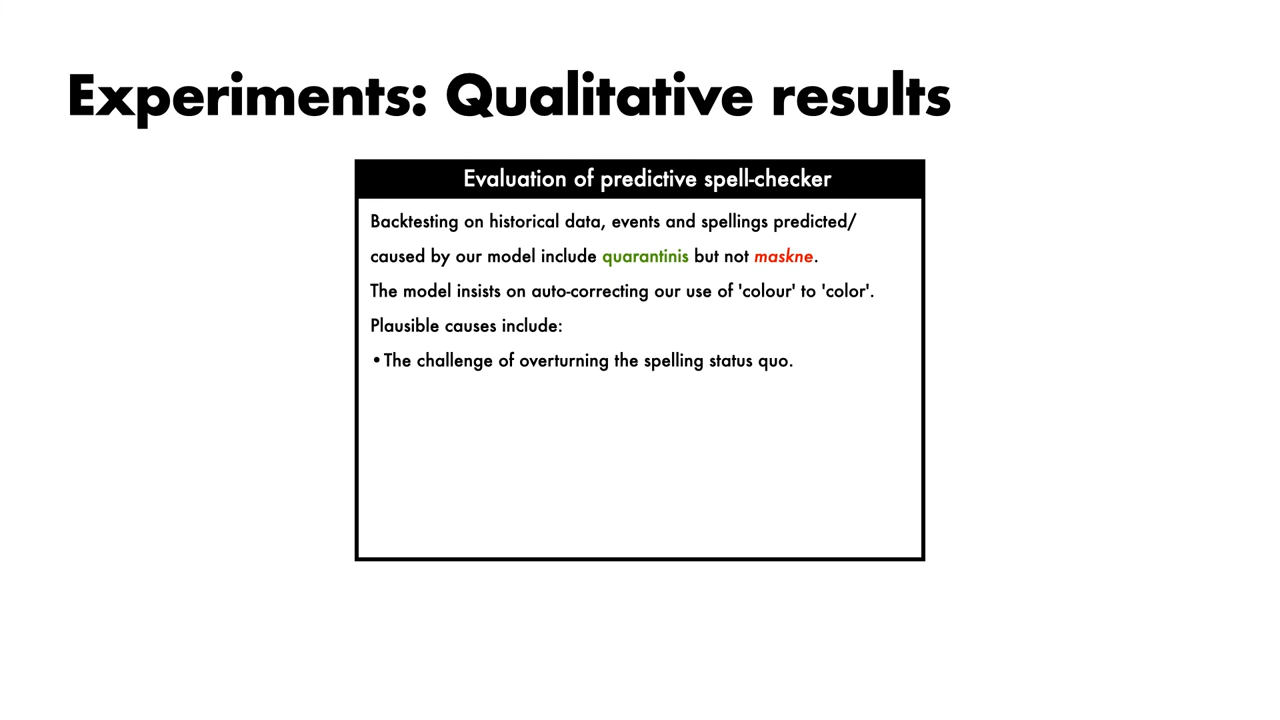 Experiments: Qualitative results
Evaluation of predictive spell-checker
Backtesting on historical data, events and spellings predicted/
caused by our model include quarantinis but not maskne.
The model insists on auto-correcting our use of 'colour' to 'color'.
Plausible causes include:
•The challenge of overturning the spelling status quo.